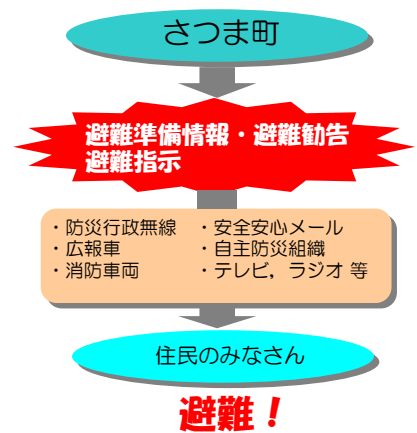 さつま町
避難準備情報・避難勧告
避難指示
・防災行政無線 ・安全安心メール
・広報車 ・自主防災組織
・消防車両 ・テレビ，ラジオ 等
住民のみなさん
避難！